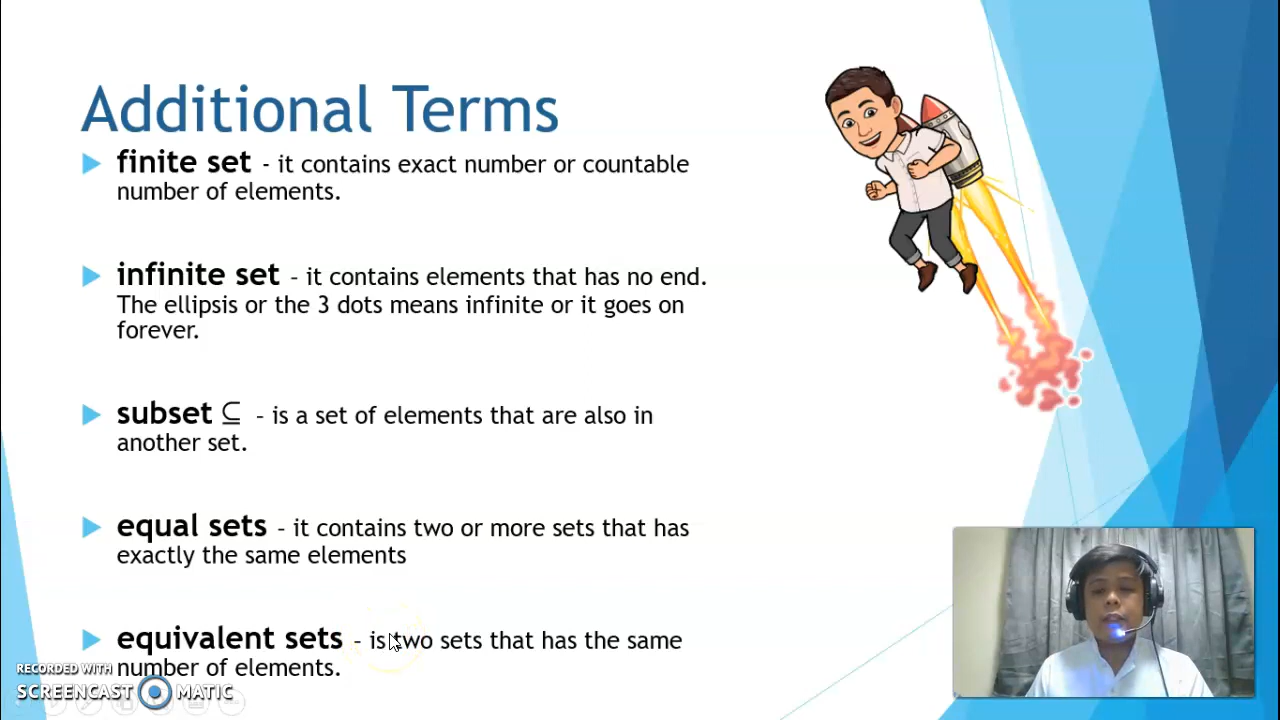 Additional Terms
finite set - it contains exact number or countable
number of elements.
infinite set – it contains elements that has no end.
The ellipsis or the 3 dots means infinite or it goes on
forever.
subset ⊆ – is a set of elements that are also in
another set.
equal sets – it contains two or more sets that has
exactly the same elements
equivalent sets – is two sets that has the same
number of elements.
RECORDED WITH
SCREENCAST MATIC